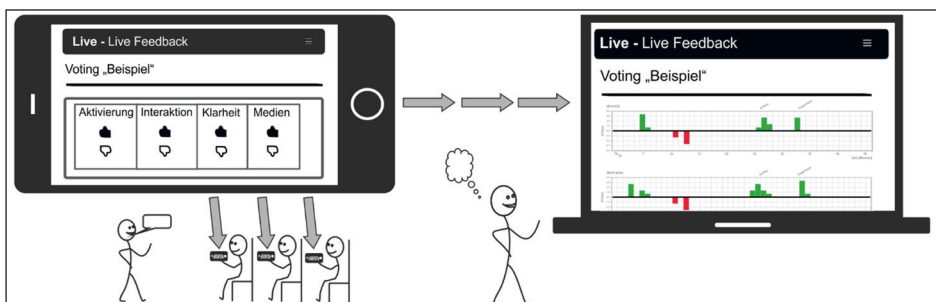 Live - Live Feedback
Voting „Beispiel“
Aktivierung Interaktion Klarheit Medien
Live - Live Feedback
Voting „Beispiel“